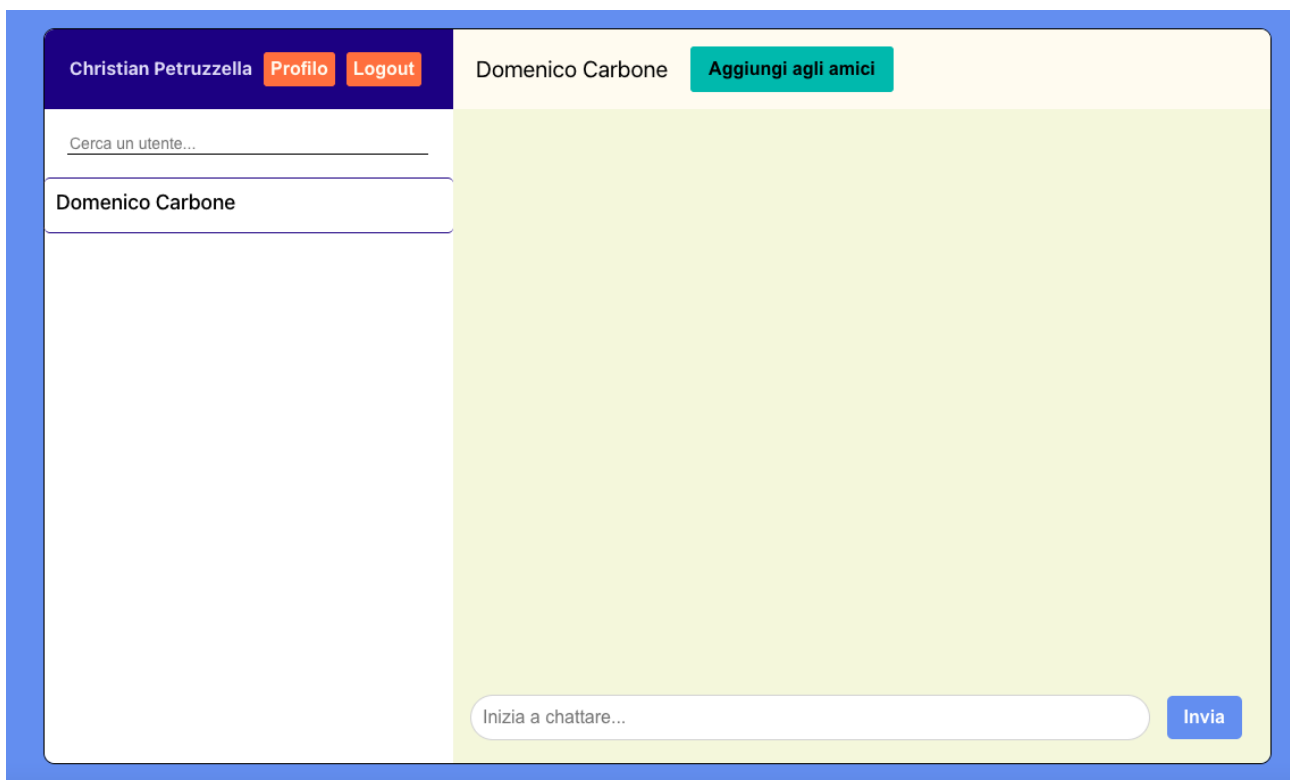 Christian Petruzzella Profilo Logout
Cerca un utente...
Domenico Carbone
Domenico Carbone Aggiungi agli amici
Inizia a chattare... Invia